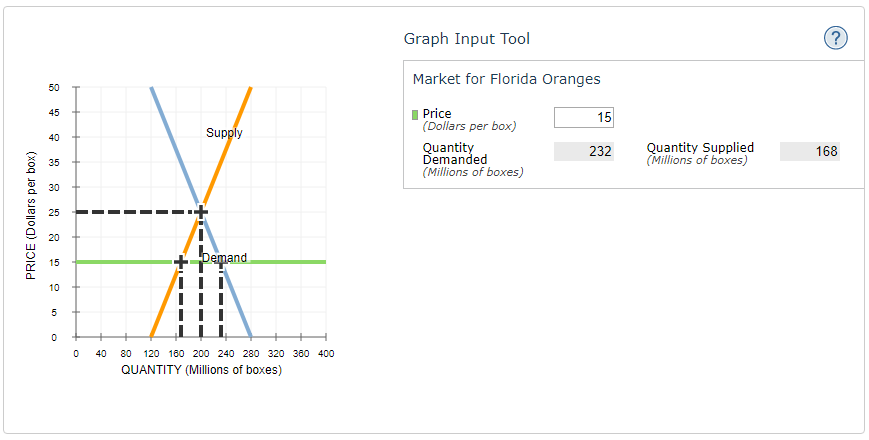 Graph Input Tool
?
Market for Florida Oranges
Price
(Dollars per box)
15
Quantity
Demanded
(Millions of boxes)
232
Quantity Supplied
(Millions of boxes)
168
PRICE (Dollars per box)
50
45
40
35
30
25
20
15
10
5
0
Supply
Demand
0 40 80 120 160 200 240 280 320 360 400
QUANTITY (Millions of boxes)